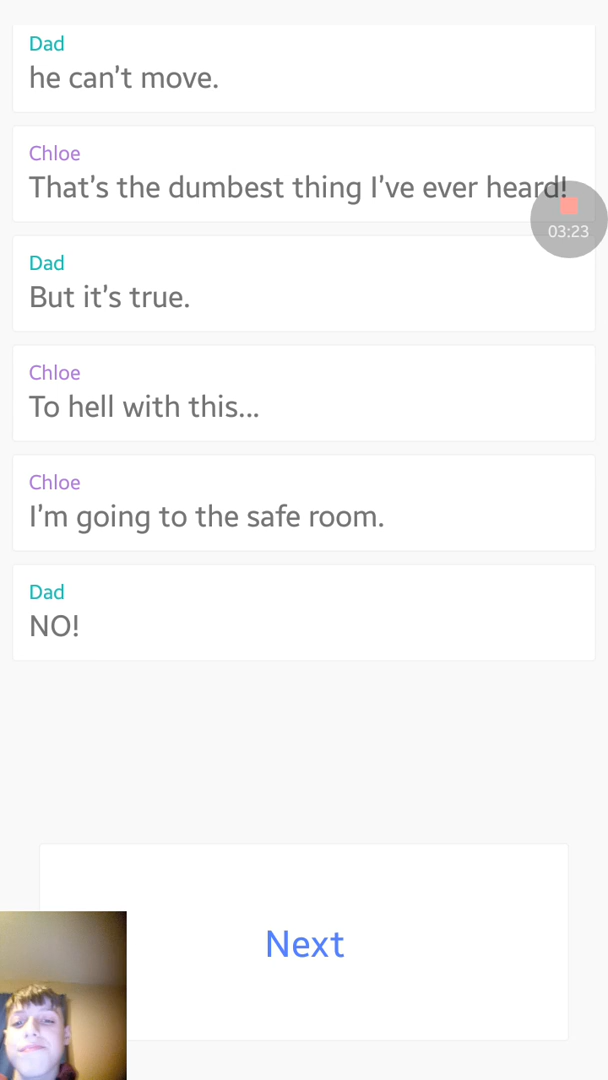 Dad
he can't move.
Chloe
That's the dumbest thing I've ever heard!
03:23
Dad
But it's true.
Chloe
To hell with this...
Chloe
I'm going to the safe room.
Dad
NO!
Next